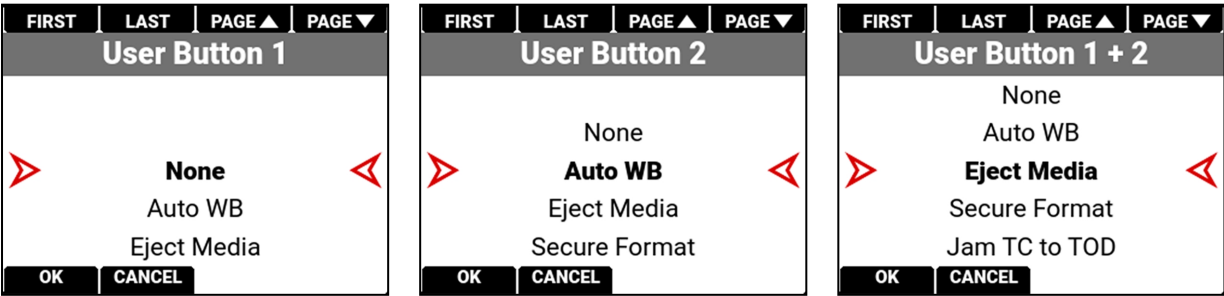 FIRST LAST PAGE▲ PAGE▼
User Button 1
None
Auto WB
Eject Media
OK CANCEL
FIRST LAST PAGE▲ PAGE▼
User Button 2
None
Auto WB
Eject Media
Secure Format
OK CANCEL
FIRST LAST PAGE▲ PAGE▼
User Button 1 + 2
None
Auto WB
Eject Media
Secure Format
Jam TC to TOD
OK CANCEL